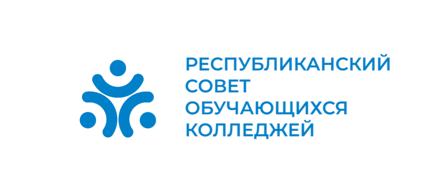 РЕСПУБЛИКАНСКИЙ
СОВЕТ
ОБУЧАЮЩИХСЯ
КОЛЛЕДЖЕЙ